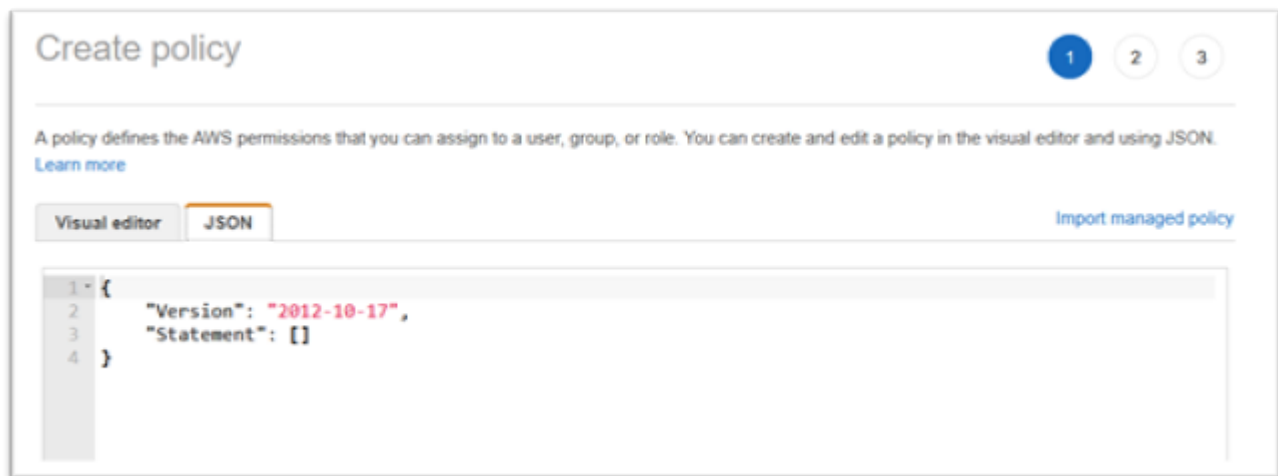 Create policy
1 2 3
A policy defines the AWS permissions that you can assign to a user, group, or role. You can create and edit a policy in the visual editor and using JSON.
Learn more
Visual editor JSON Import managed policy
1 {
2 "Version": "2012-10-17",
3 "Statement": []
4 }